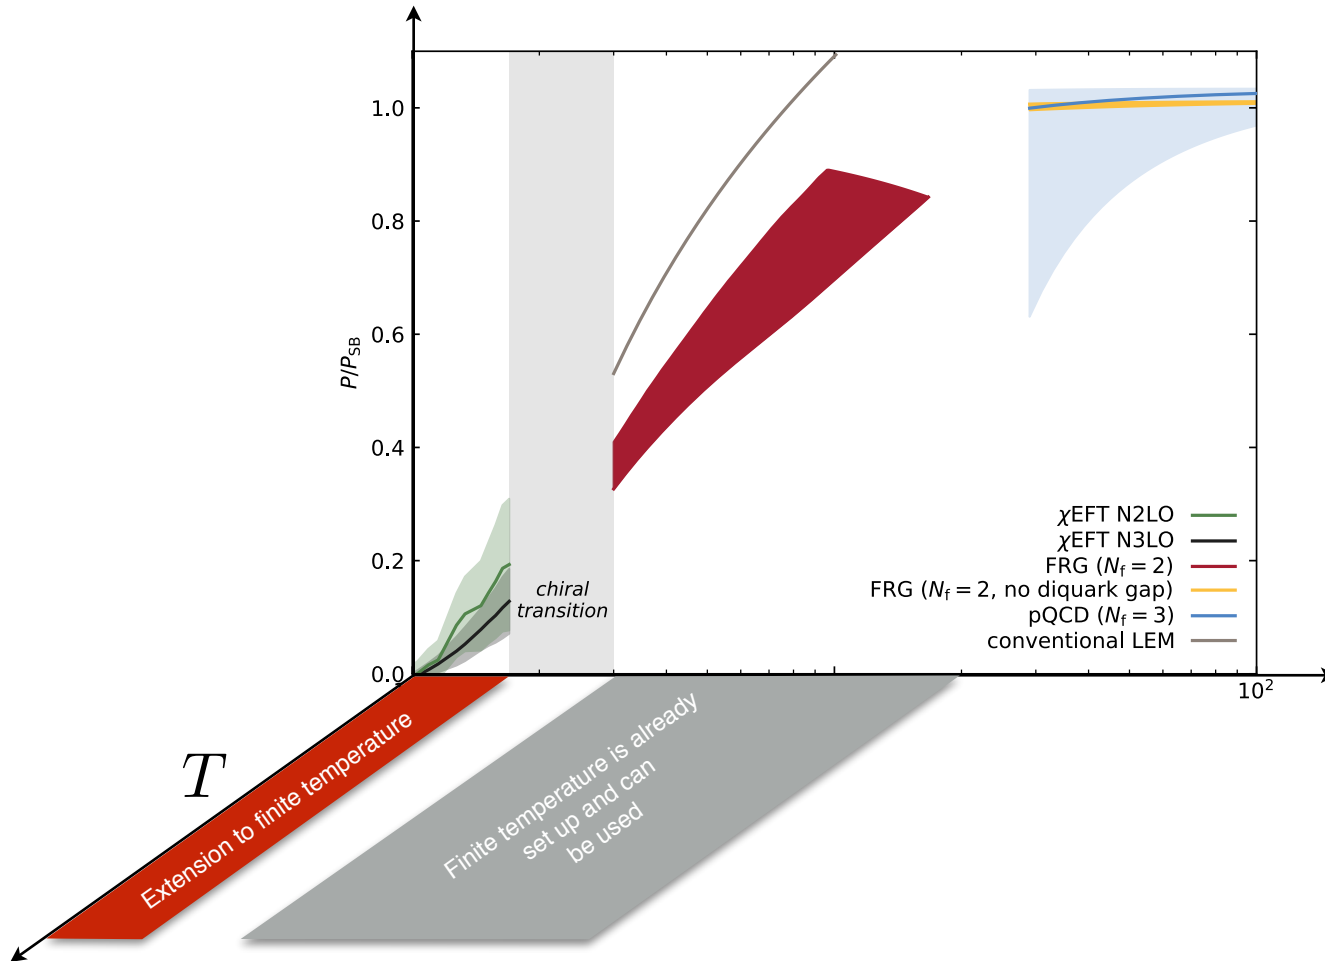 1.0
0.8
0.6
0.4
0.2
0.0
P/P_SB
10²
chiral
transition
χEFT N2LO
χEFT N3LO
FRG (N_f = 2)
FRG (N_f = 2, no diquark gap)
pQCD (N_f = 3)
conventional LEM
T
Extension to finite temperature
Finite temperature is already
set up and can
be used